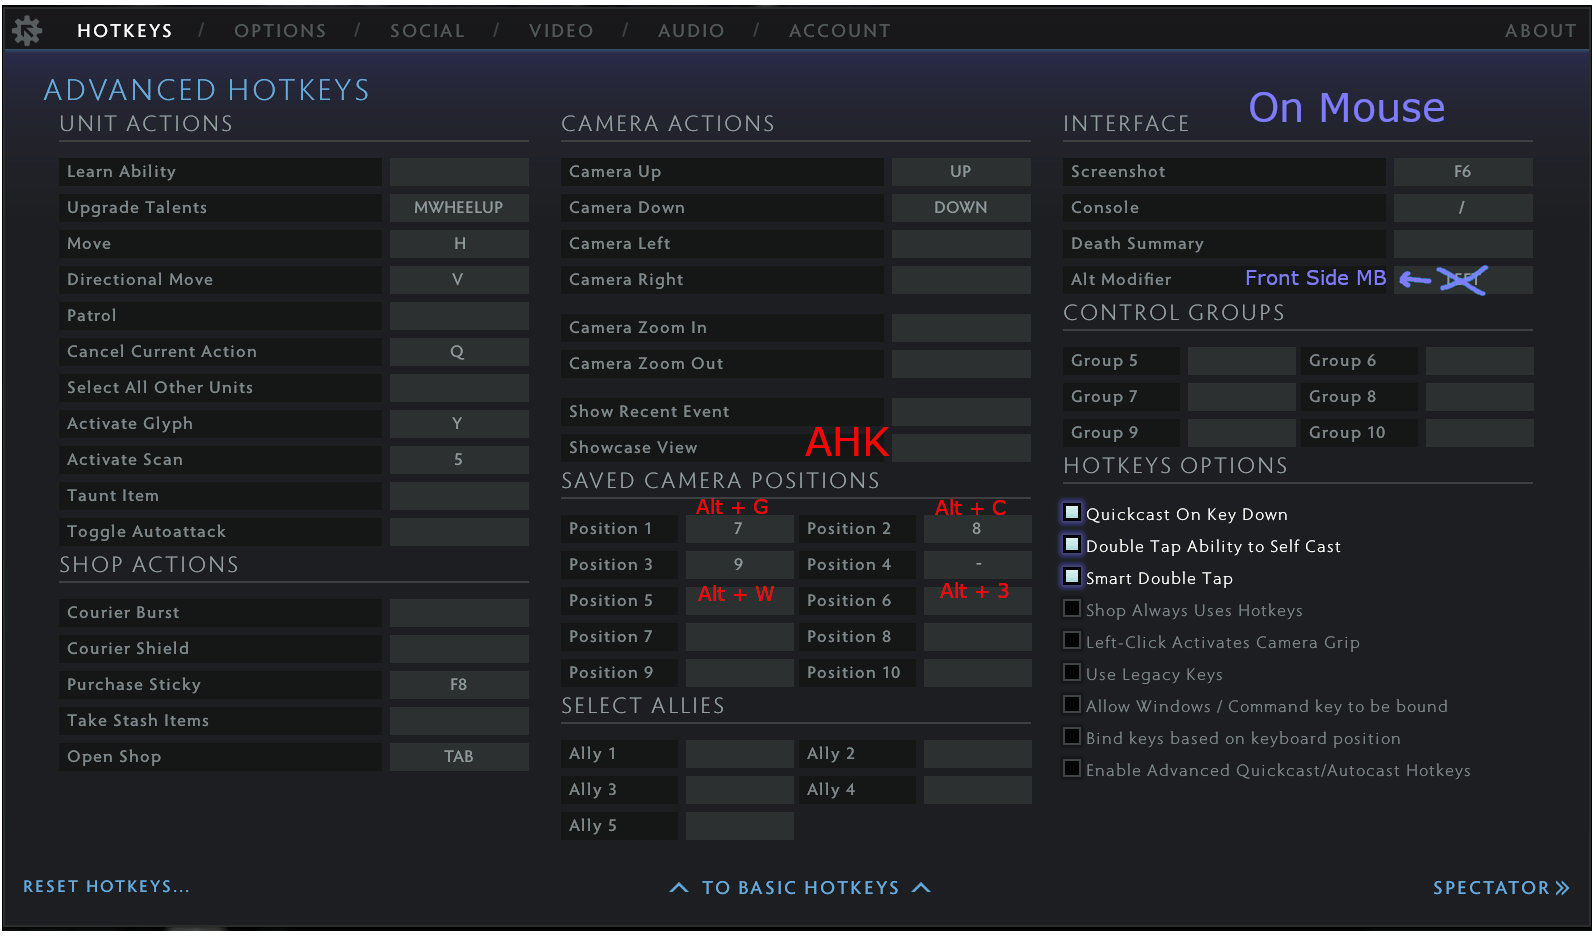 HOTKEYS / OPTIONS / SOCIAL / VIDEO / AUDIO / ACCOUNT ABOUT
ADVANCED HOTKEYS
On Mouse
UNIT ACTIONS
Learn Ability
Upgrade Talents MWHEELUP
Move H
Directional Move V
Patrol
Cancel Current Action Q
Select All Other Units
Activate Glyph Y
Activate Scan 5
Taunt Item
Toggle Autoattack
SHOP ACTIONS
Courier Burst
Courier Shield
Purchase Sticky F8
Take Stash Items
Open Shop TAB
CAMERA ACTIONS
Camera Up UP
Camera Down DOWN
Camera Left
Camera Right
Camera Zoom In
Camera Zoom Out
Show Recent Event
Showcase View AHK
SAVED CAMERA POSITIONS
Alt + G Alt + C
Position 1 7 Position 2 8
Position 3 9 Position 4 -
Position 5 Alt + W Position 6 Alt + 3
Position 7 Position 8
Position 9 Position 10
SELECT ALLIES
Ally 1 Ally 2
Ally 3 Ally 4
Ally 5
INTERFACE
Screenshot F6
Console /
Death Summary
Alt Modifier Front Side MB LEFT
CONTROL GROUPS
Group 5 Group 6
Group 7 Group 8
Group 9 Group 10
HOTKEYS OPTIONS
Quickcast On Key Down
Double Tap Ability to Self Cast
Smart Double Tap
Shop Always Uses Hotkeys
Left-Click Activates Camera Grip
Use Legacy Keys
Allow Windows / Command key to be bound
Bind keys based on keyboard position
Enable Advanced Quickcast/Autocast Hotkeys
RESET HOTKEYS... TO BASIC HOTKEYS SPECTATOR